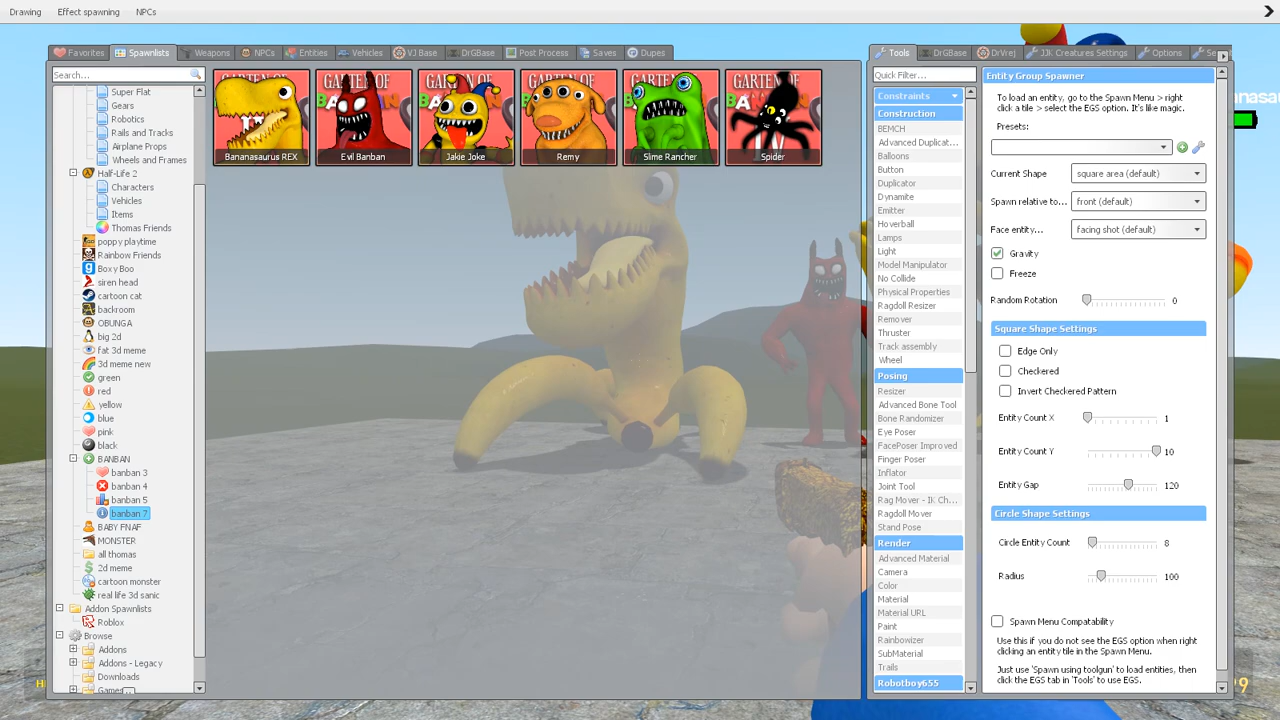 Drawing Effect spawning NPCs
Favorites Spawnlists Weapons NPCs Entities Vehicles VJ Base DrGBase Post Process Saves Dupes
Search...
Super Flat
Gears
Robotics
Rails and Tracks
Airplane Props
Wheels and Frames
Half-Life 2
Characters
Vehicles
Items
Thomas Friends
poppy playtime
Rainbow Friends
Boxy Boo
siren head
cartoon cat
backroom
OBUNGA
big 2d
fat 3d meme
3d meme new
green
red
yellow
blue
pink
black
BANBAN
banban 3
banban 4
banban 5
banban 7
BABY FNAF
MONSTER
all thomas
2d meme
cartoon monster
real life 3d sanic
Addon Spawnlists
Roblox
Browse
Addons
Addons - Legacy
Downloads
Games
Bananasaurus REX
Evil Banban
Jakie Joke
Remy
Slime Rancher
Spider
Tools DrGBase DrVrej JJK Creatures Settings Options Se
Quick Filter...
Constraints
Construction
BEMCH
Advanced Duplicat...
Balloons
Button
Duplicator
Dynamite
Emitter
Hoverball
Lamps
Light
Model Manipulator
No Collide
Physical Properties
Ragdoll Resizer
Remover
Thruster
Track assembly
Wheel
Posing
Resizer
Advanced Bone Tool
Bone Randomizer
Eye Poser
FacePoser Improved
Finger Poser
Inflator
Joint Tool
Rag Mover - IK Ch...
Ragdoll Mover
Stand Pose
Render
Advanced Material
Camera
Color
Material
Material URL
Paint
Rainbowizer
SubMaterial
Trails
Robotboy655
Entity Group Spawner
To load an entity, go to the Spawn Menu > right
click a tile > select the EGS option. It's like magic.
Presets:
Current Shape square area (default)
Spawn relative to... front (default)
Face entity... facing shot (default)
Gravity
Freeze
Random Rotation 0
Square Shape Settings
Edge Only
Checkered
Invert Checkered Pattern
Entity Count X 1
Entity Count Y 10
Entity Gap 120
Circle Shape Settings
Circle Entity Count 8
Radius 100
Spawn Menu Compatability
Use this if you do not see the EGS option when right
clicking an entity tile in the Spawn Menu.
Just use 'Spawn using toolgun' to load entities, then
click the EGS tab in 'Tools' to use EGS.